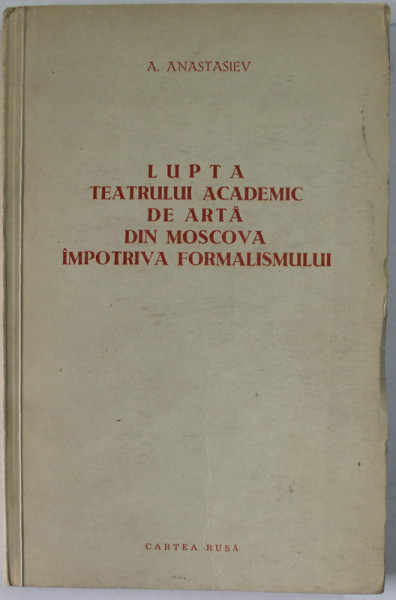 A. ANASTASIEV
LUPTA
TEATRULUI ACADEMIC
DE ARTĂ
DIN MOSCOVA
ÎMPOTRIVA FORMALISMULUI
CARTEA RUSĂ